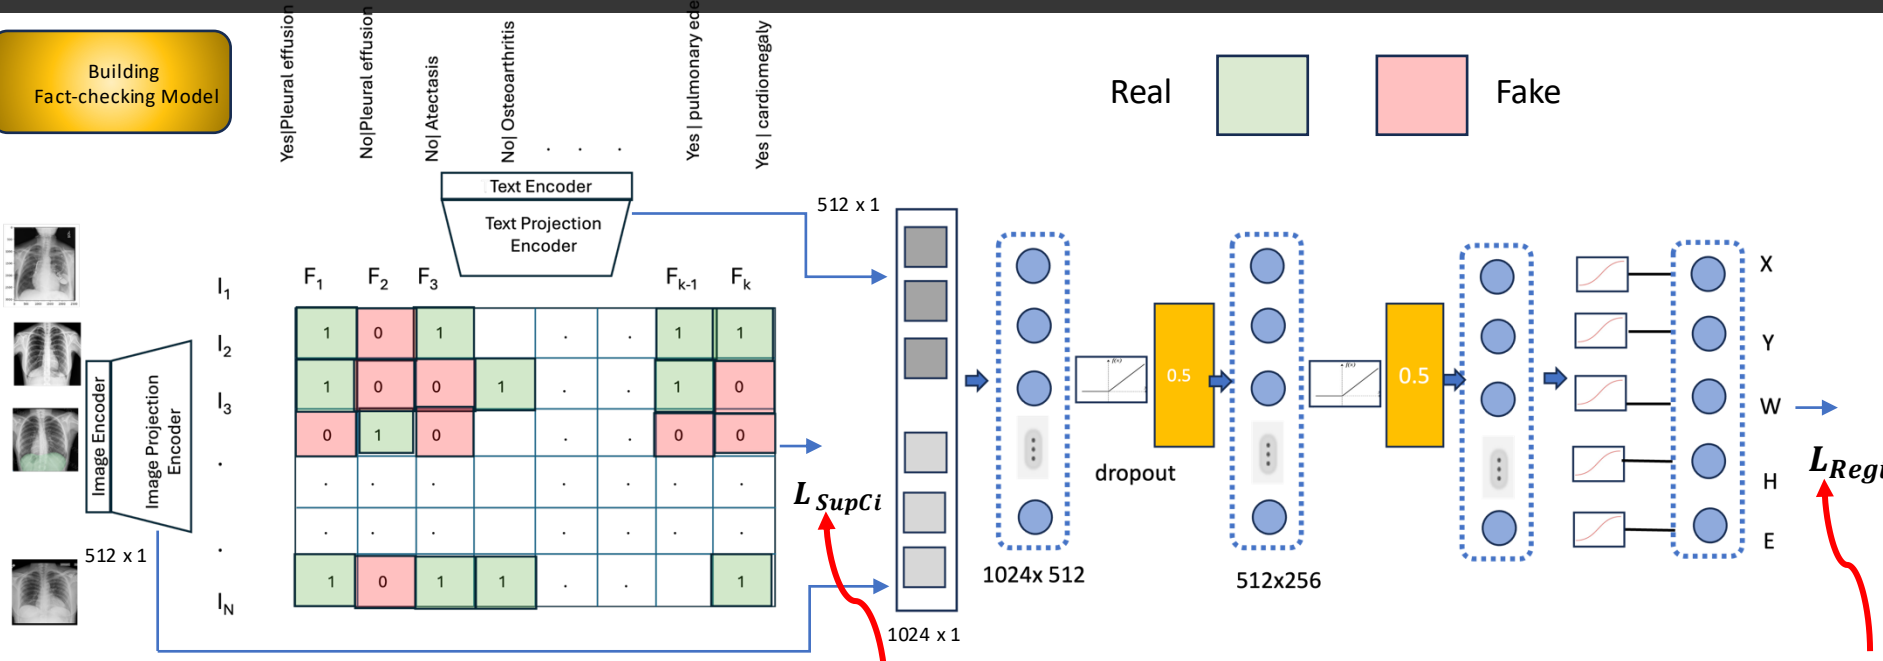 Building
Fact-checking Model
Yes|Pleural effusion
No|Pleural effusion
No| Atectasis
No| Osteoarthritis
. . .
Yes | pulmonary ede
Yes | cardiomegaly
Real
Fake
Text Encoder
Text Projection
Encoder
512 x 1
Image Encoder
Image Projection
Encoder
512 x 1
I1
I2
I3
.
.
IN
F1 F2 F3 Fk-1 Fk
1 0 1 . . 1 1
1 0 0 1 . . 1 0
0 1 0 . . 0 0
. . . . . . .
. . . . . . .
1 0 1 1 . . 1
L SupCi
1024 x 1
1024x 512
f(x)
0.5
dropout
512x256
f(x)
0.5
X
Y
W
H
E
LRegi